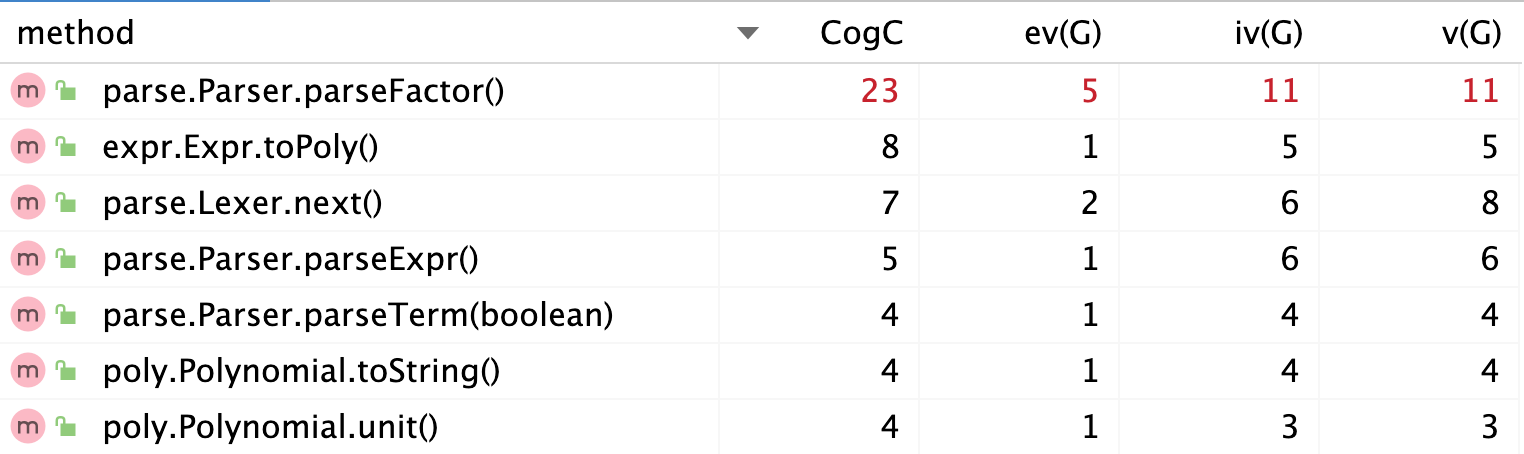 method CogC ev(G) iv(G) v(G)
m parse.Parser.parseFactor() 23 5 11 11
m expr.Expr.toPoly() 8 1 5 5
m parse.Lexer.next() 7 2 6 8
m parse.Parser.parseExpr() 5 1 6 6
m parse.Parser.parseTerm(boolean) 4 1 4 4
m poly.Polynomial.toString() 4 1 4 4
m poly.Polynomial.unit() 4 1 3 3